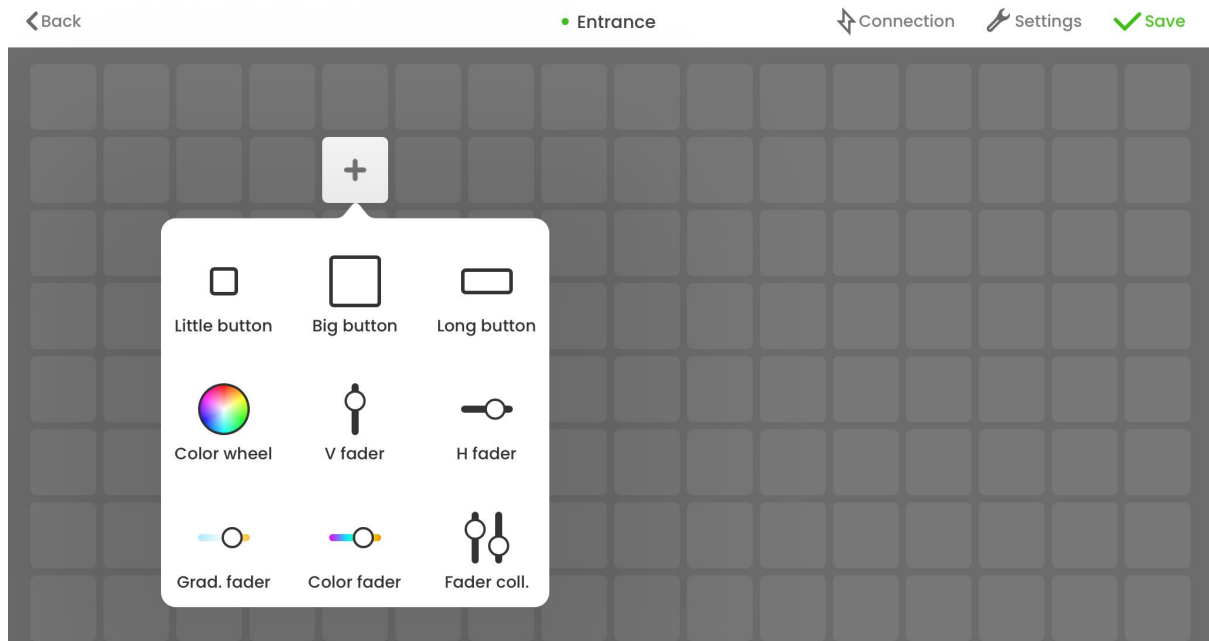 Back
Entrance
Connection
Settings
Save
Little button
Big button
Long button
Color wheel
V fader
H fader
Grad. fader
Color fader
Fader coll.